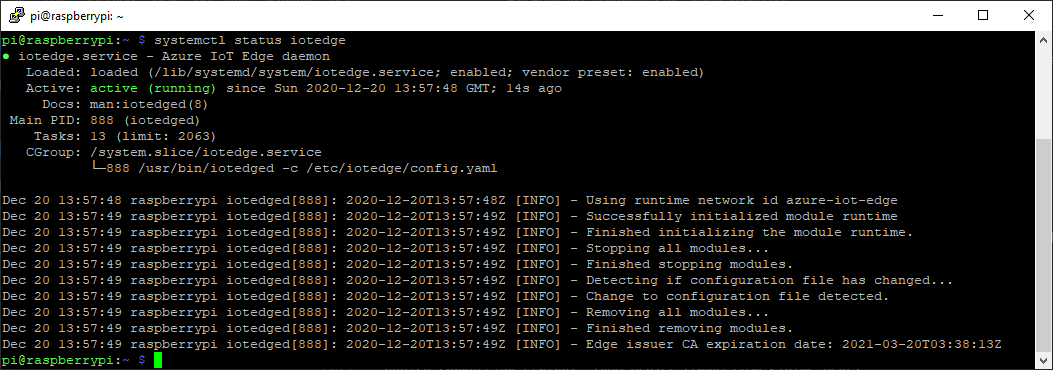 pi@raspberrypi: ~
pi@raspberrypi:~ $ systemctl status iotedge
● iotedge.service - Azure IoT Edge daemon
   Loaded: loaded (/lib/systemd/system/iotedge.service; enabled; vendor preset: enabled)
   Active: active (running) since Sun 2020-12-20 13:57:48 GMT; 14s ago
     Docs: man:iotedged(8)
 Main PID: 888 (iotedged)
    Tasks: 13 (limit: 2063)
   CGroup: /system.slice/iotedge.service
           └─888 /usr/bin/iotedged -c /etc/iotedge/config.yaml
Dec 20 13:57:48 raspberrypi iotedged[888]: 2020-12-20T13:57:48Z [INFO] - Using runtime network id azure-iot-edge
Dec 20 13:57:49 raspberrypi iotedged[888]: 2020-12-20T13:57:49Z [INFO] - Successfully initialized module runtime
Dec 20 13:57:49 raspberrypi iotedged[888]: 2020-12-20T13:57:49Z [INFO] - Finished initializing the module runtime.
Dec 20 13:57:49 raspberrypi iotedged[888]: 2020-12-20T13:57:49Z [INFO] - Stopping all modules...
Dec 20 13:57:49 raspberrypi iotedged[888]: 2020-12-20T13:57:49Z [INFO] - Finished stopping modules.
Dec 20 13:57:49 raspberrypi iotedged[888]: 2020-12-20T13:57:49Z [INFO] - Detecting if configuration file has changed...
Dec 20 13:57:49 raspberrypi iotedged[888]: 2020-12-20T13:57:49Z [INFO] - Change to configuration file detected.
Dec 20 13:57:49 raspberrypi iotedged[888]: 2020-12-20T13:57:49Z [INFO] - Removing all modules...
Dec 20 13:57:49 raspberrypi iotedged[888]: 2020-12-20T13:57:49Z [INFO] - Finished removing modules.
Dec 20 13:57:49 raspberrypi iotedged[888]: 2020-12-20T13:57:49Z [INFO] - Edge issuer CA expiration date: 2021-03-20T03:38:13Z
pi@raspberrypi:~ $